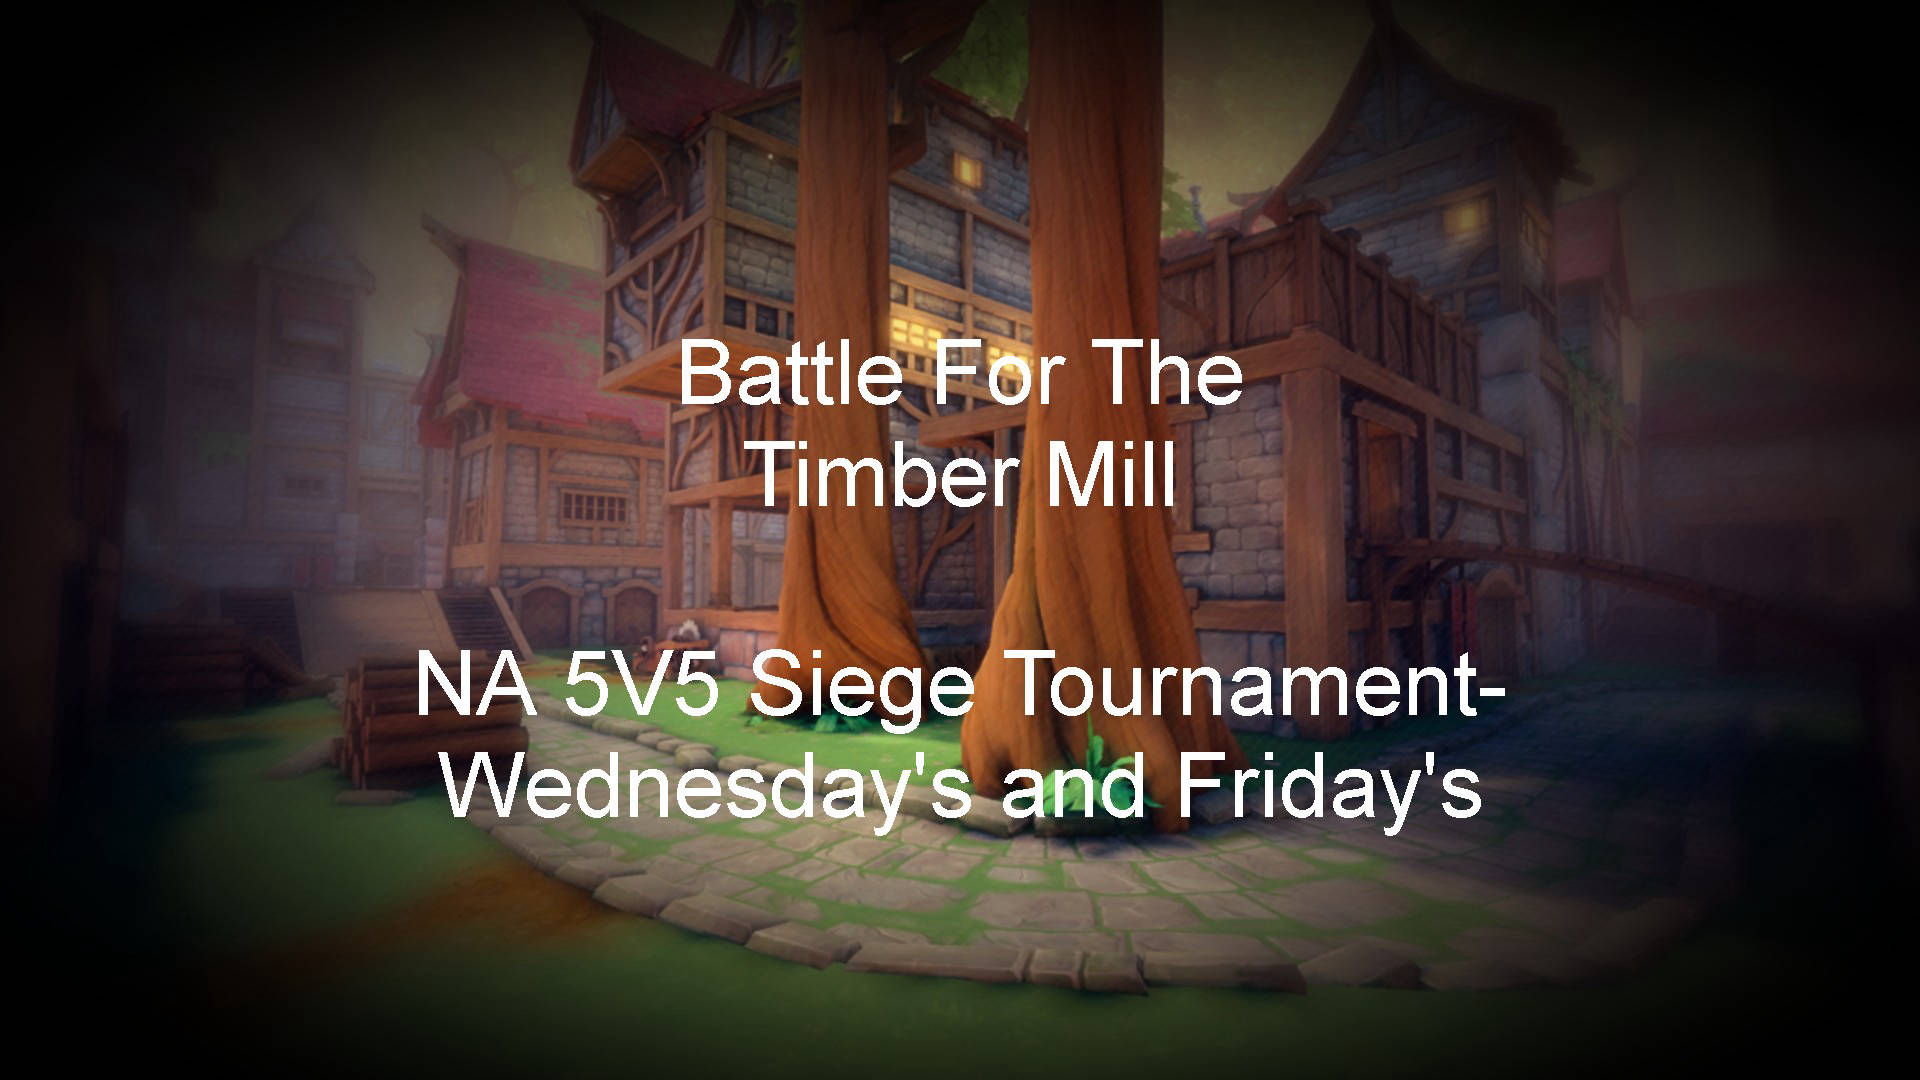 Battle For The
Timber Mill
NA 5V5 Siege Tournament-
Wednesday's and Friday's